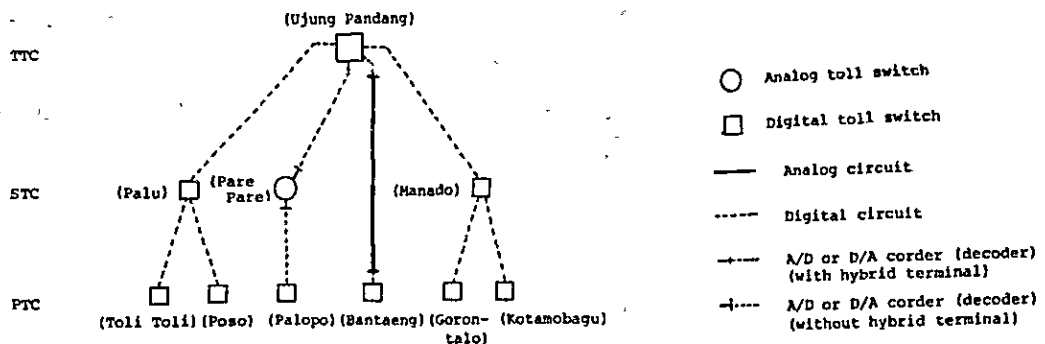 (Ujung Pandang)
TTC
Analog toll switch
Digital toll switch
Analog circuit
STC
(Palu)
(Pare
Pare)
(Manado)
Digital circuit
A/D or D/A corder (decoder)
(with hybrid terminal)
A/D or D/A corder (decoder)
(without hybrid terminal)
PTC
(Toli Toli) (Poso) (Palopo) (Bantaeng) (Goron- (Kotamobagu)
talo)